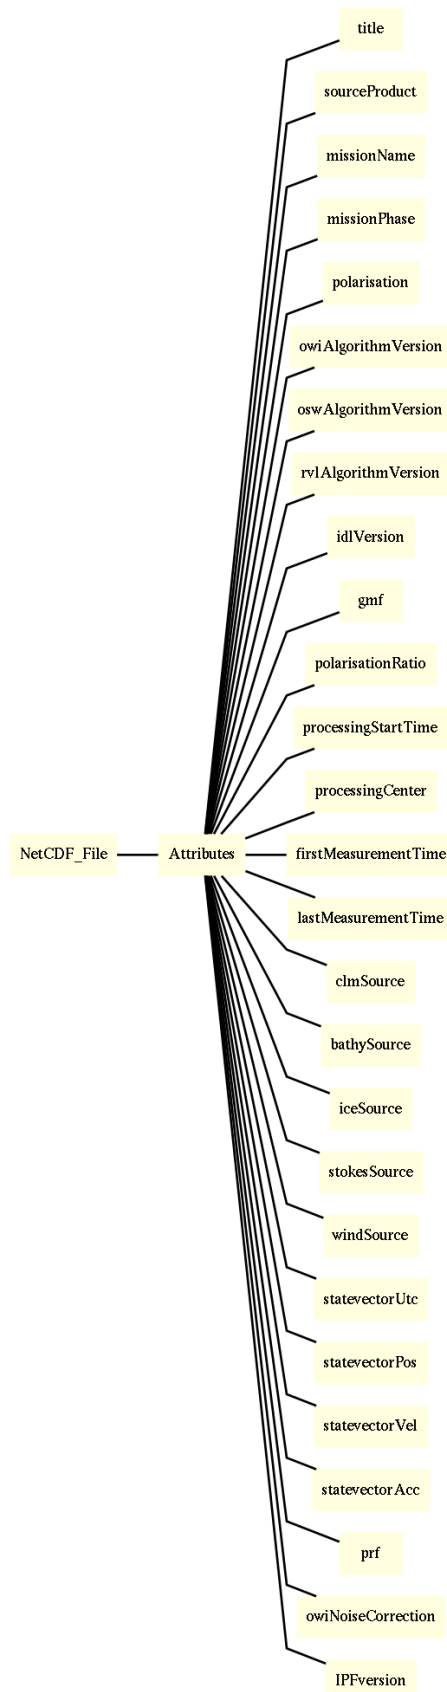 title
sourceProduct
missionName
missionPhase
polarisation
owiAlgorithmVersion
oswAlgorithmVersion
rvlAlgorithmVersion
idlVersion
gmf
polarisationRatio
processingStartTime
processingCenter
NetCDF_File
Attributes
firstMeasurementTime
lastMeasurementTime
clmSource
bathySource
iceSource
stokesSource
windSource
statevectorUtc
statevectorPos
statevectorVel
statevectorAcc
prf
owiNoiseCorrection
IPFversion